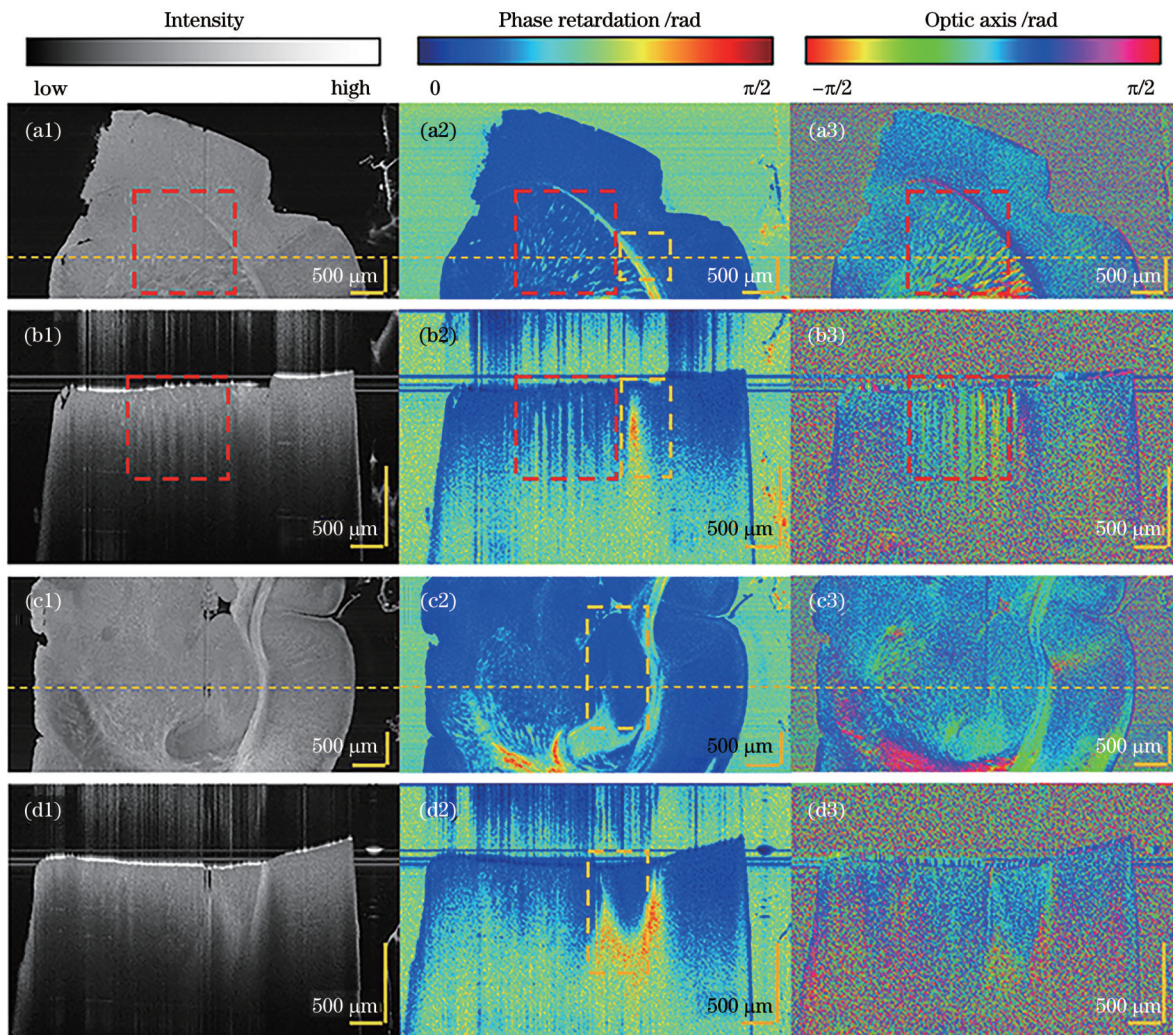 Intensity
Phase retardation /rad
Optic axis /rad
low high
0 π/2
−π/2 π/2
(a1) (a2) (a3)
500 μm 500 μm 500 μm
(b1) (b2) (b3)
500 μm 500 μm 500 μm
(c1) (c2) (c3)
500 μm 500 μm 500 μm
(d1) (d2) (d3)
500 μm 500 μm 500 μm